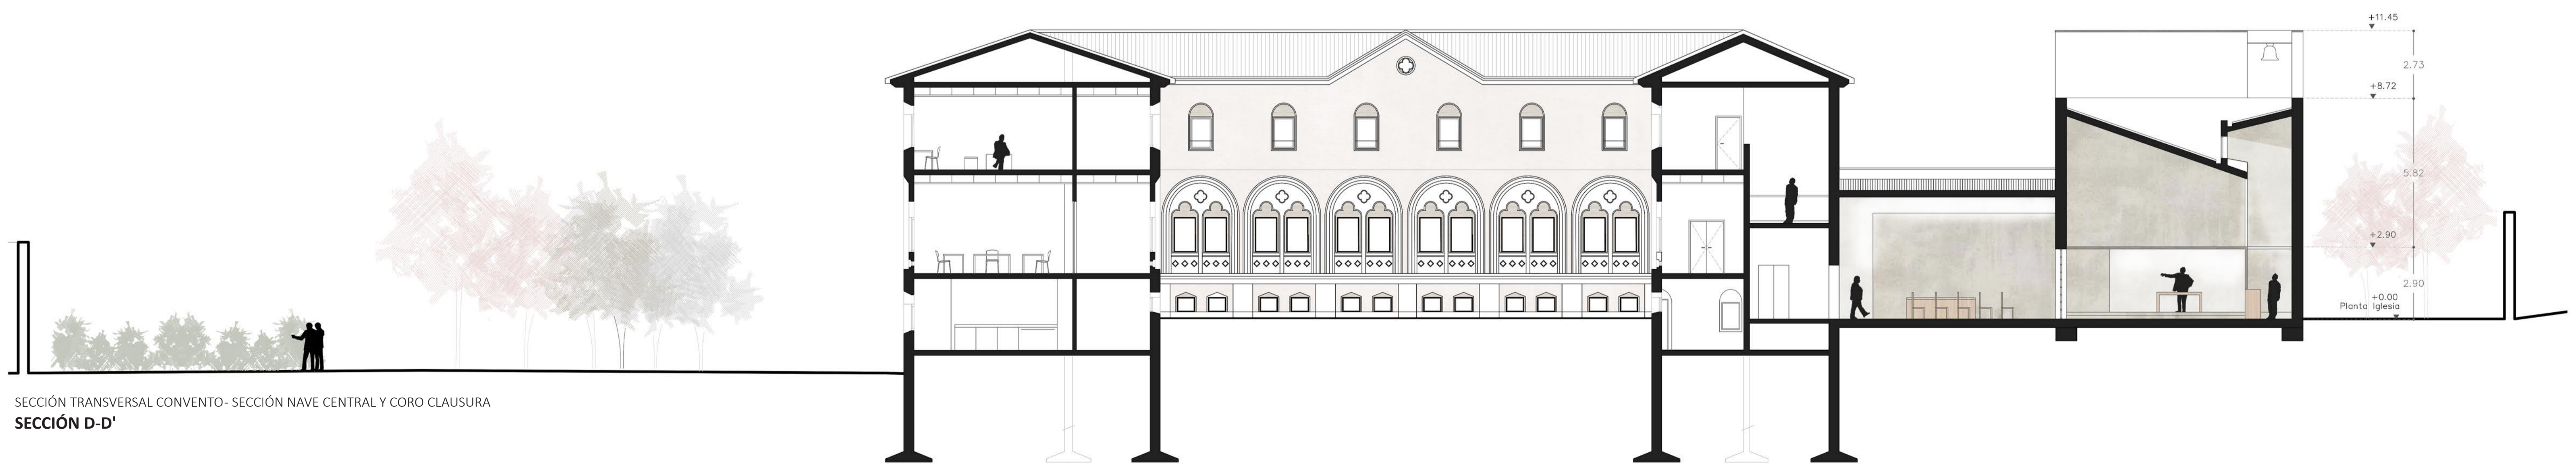 +11.45
2.73
+8.72
5.82
+2.90
2.90
+0.00
Planta Iglesia
SECCIÓN TRANSVERSAL CONVENTO- SECCIÓN NAVE CENTRAL Y CORO CLAUSURA
SECCIÓN D-D'